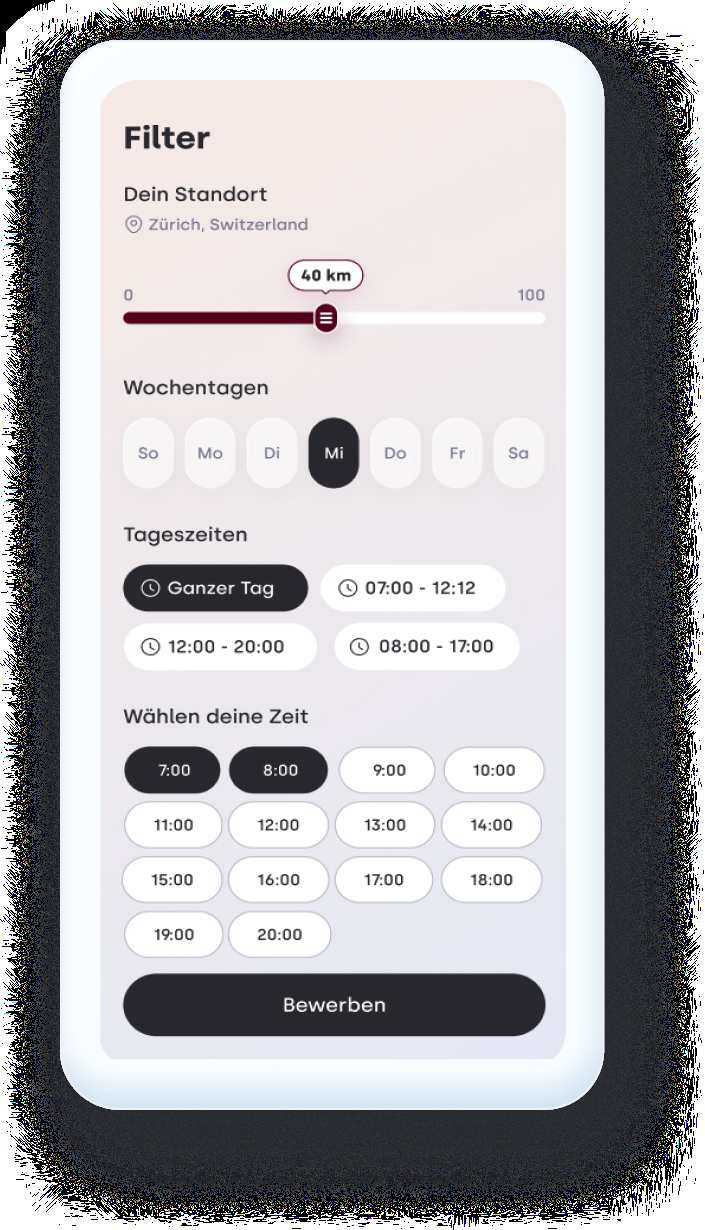 Filter
Dein Standort
Zürich, Switzerland
40 km
0 100
Wochentagen
So Mo Di Mi Do Fr Sa
Tageszeiten
Ganzer Tag 07:00 - 12:12
12:00 - 20:00 08:00 - 17:00
Wählen deine Zeit
7:00 8:00 9:00 10:00
11:00 12:00 13:00 14:00
15:00 16:00 17:00 18:00
19:00 20:00
Bewerben